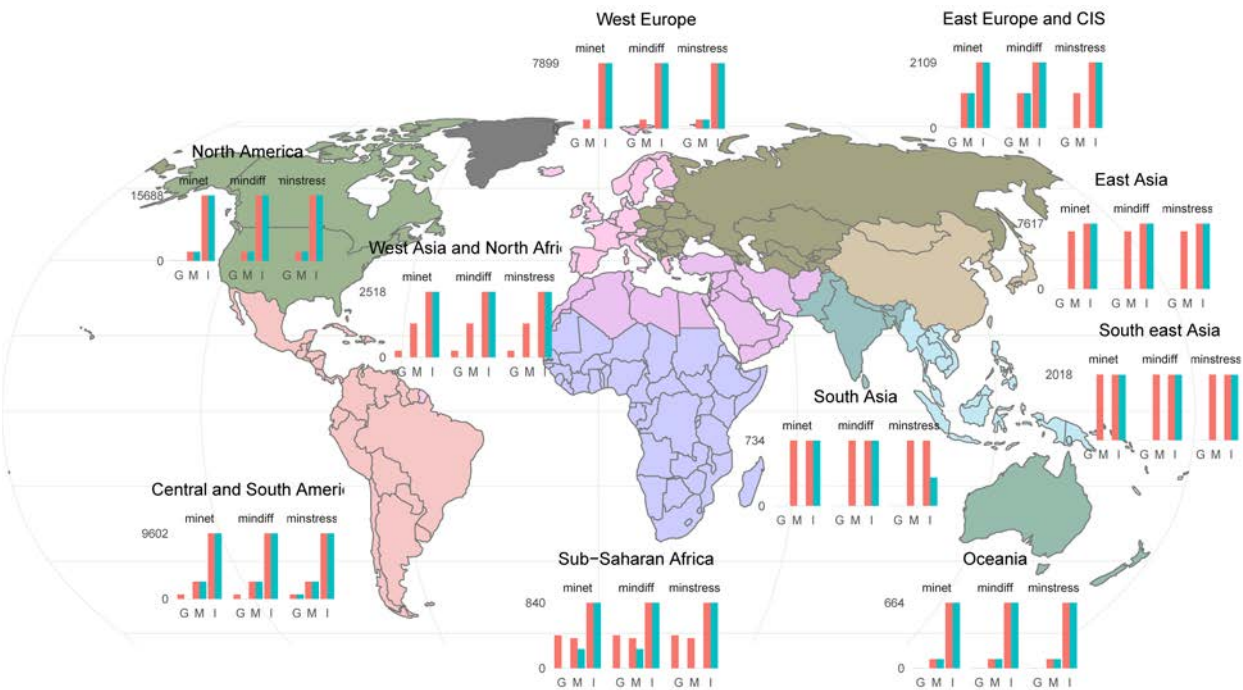 West Europe
minet mindiff minstress
7899
G M I G M I G M I
East Europe and CIS
minet mindiff minstress
2109
0
G M I G M I G M I
North America
minet mindiff minstress
15688
0
G M I G M I G M I
East Asia
minet mindiff minstress
7617
0
G M I G M I G M I
West Asia and North Afri
minet mindiff minstress
2518
0
G M I G M I G M I
South east Asia
minet mindiff minstress
2018
G M I G M I G M I
South Asia
minet mindiff minstress
734
0
G M I G M I G M I
Central and South Ameri
minet mindiff minstress
9602
0
G M I G M I G M I
Sub−Saharan Africa
minet mindiff minstress
840
0
G M I G M I G M I
Oceania
minet mindiff minstress
664
0
G M I G M I G M I